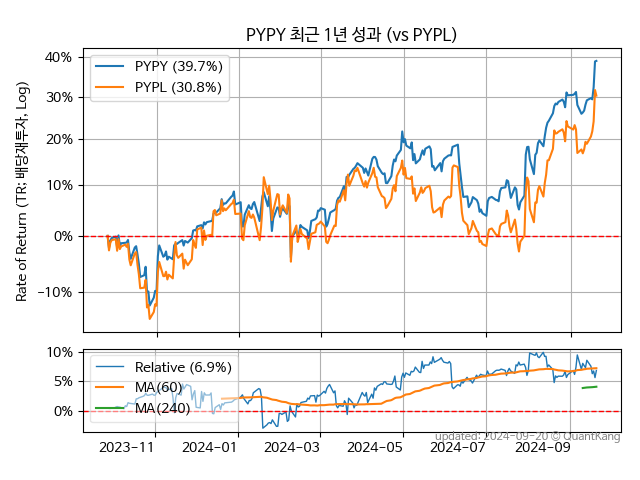 PYPY 최근 1년 성과 (vs PYPL)
Rate of Return (TR: 배당재투자, Log)
40%
30%
20%
10%
0%
−10%
PYPY (39.7%)
PYPL (30.8%)
10%
5%
0%
Relative (6.9%)
MA(60)
MA(240)
2023-11
2024-01
2024-03
2024-05
2024-07
2024-09
updated: 2024-09-20 © QuantKang